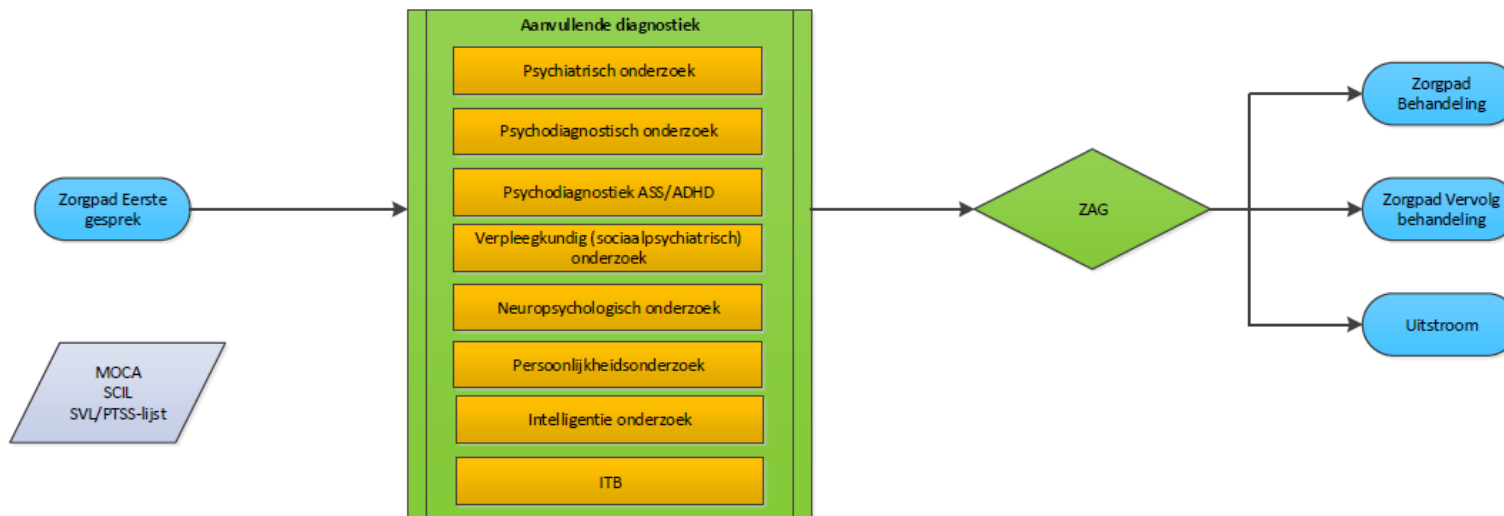 Aanvullende diagnostiek
Psychiatrisch onderzoek
Psychodiagnostisch onderzoek
Psychodiagnostiek ASS/ADHD
Verpleegkundig (sociaalpsychiatrisch)
onderzoek
Neuropsychologisch onderzoek
Persoonlijkheidsonderzoek
Intelligentie onderzoek
ITB
Zorgpad Eerste
gesprek
MOCA
SCIL
SVL/PTSS-lijst
ZAG
Zorgpad
Behandeling
Zorgpad Vervolg
behandeling
Uitstroom